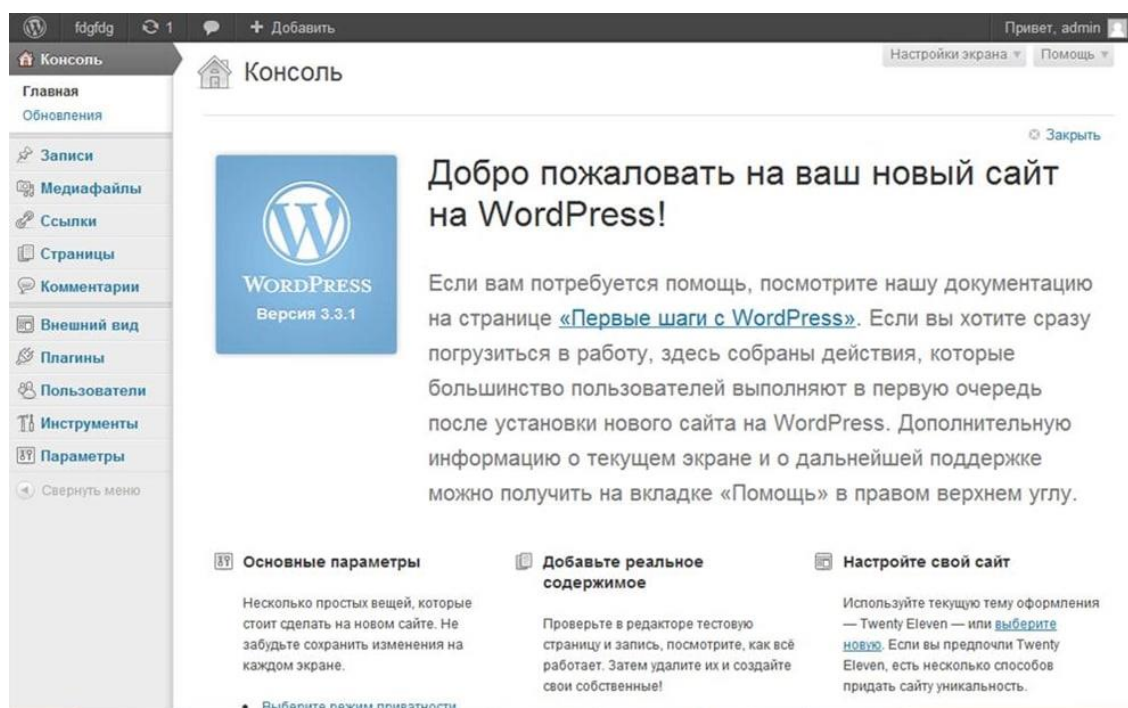 fdgfdg 1 + Добавить Привет, admin
Консоль
Главная
Обновления
Записи
Медиафайлы
Ссылки
Страницы
Комментарии
Внешний вид
Плагины
Пользователи
Инструменты
Параметры
Свернуть меню
Настройки экрана Помощь
Консоль
Закрыть
WORDPRESS
Версия 3.3.1
Добро пожаловать на ваш новый сайт
на WordPress!
Если вам потребуется помощь, посмотрите нашу документацию
на странице «Первые шаги с WordPress». Если вы хотите сразу
погрузиться в работу, здесь собраны действия, которые
большинство пользователей выполняют в первую очередь
после установки нового сайта на WordPress. Дополнительную
информацию о текущем экране и о дальнейшей поддержке
можно получить на вкладке «Помощь» в правом верхнем углу.
Основные параметры
Несколько простых вещей, которые
стоит сделать на новом сайте. Не
забудьте сохранить изменения на
каждом экране.
• Выберите режим приватности
Добавьте реальное
содержимое
Проверьте в редакторе тестовую
страницу и запись, посмотрите, как всё
работает. Затем удалите их и создайте
свои собственные!
Настройте свой сайт
Используйте текущую тему оформления
— Twenty Eleven — или выберите
новую. Если вы предпочли Twenty
Eleven, есть несколько способов
придать сайту уникальность.